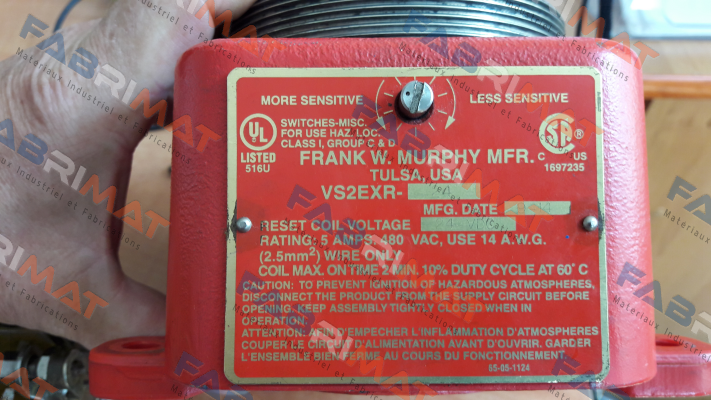 MORE SENSITIVE LESS SENSITIVE
UL
LISTED
516U
SWITCHES-MISC.
FOR USE HAZ. LOC.
CLASS I, GROUP C & D
C US
1697235
FRANK W. MURPHY MFR.
TULSA, USA
VS2EXR-
MFG. DATE
RESET COIL VOLTAGE
RATING: 5 AMPS. 480 VAC, USE 14 A.W.G.
(2.5mm²) WIRE ONLY
COIL MAX. ON TIME 2 MIN. 10% DUTY CYCLE AT 60° C
CAUTION: TO PREVENT IGNITION OF HAZARDOUS ATMOSPHERES,
DISCONNECT THE PRODUCT FROM THE SUPPLY CIRCUIT BEFORE
OPENING. KEEP ASSEMBLY TIGHTLY CLOSED WHEN IN
OPERATION.
ATTENTION: AFIN D'EMPECHER L'INFLAMMATION D'ATMOSPHERES
COUPER LE CIRCUIT D'ALIMENTATION AVANT D'OUVRIR. GARDER
L'ENSEMBLE BIEN FERME AU COURS DU FONCTIONNEMENT.
65-05-1124
FABRIMAT
Materiaux Industriel et Fabrications